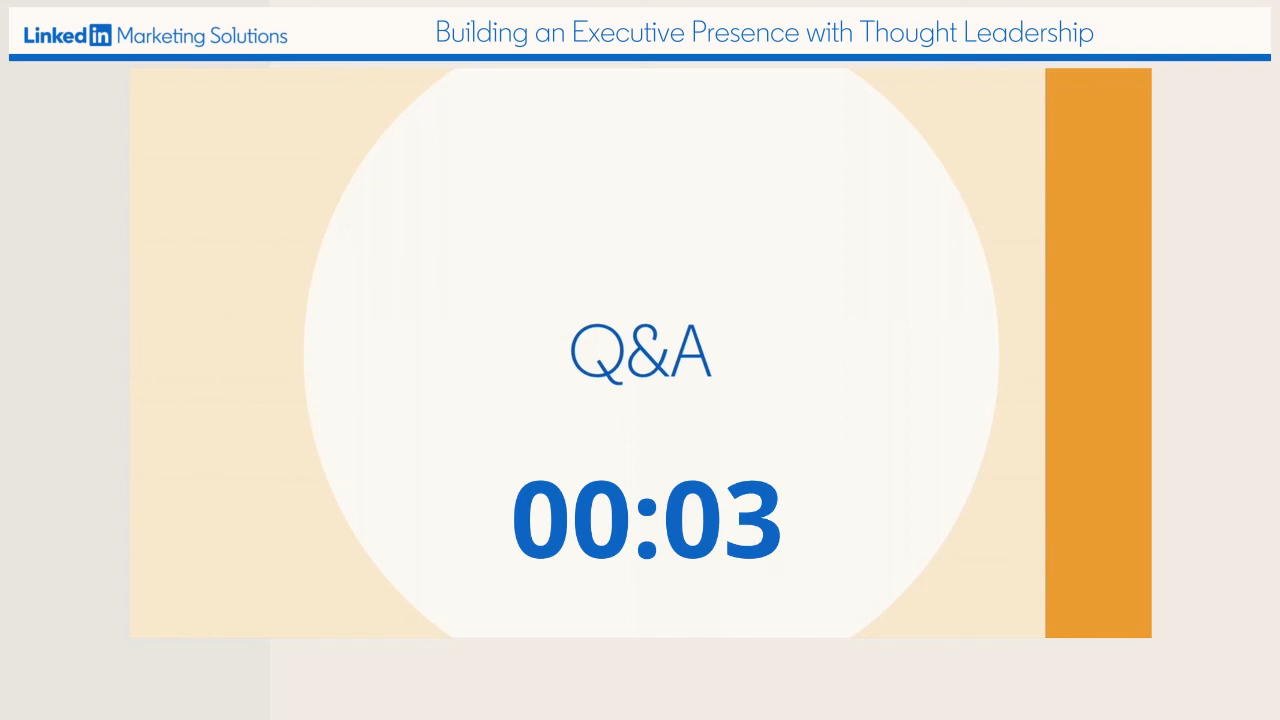 LinkedIn Marketing Solutions
Building an Executive Presence with Thought Leadership
Q&A
00:03